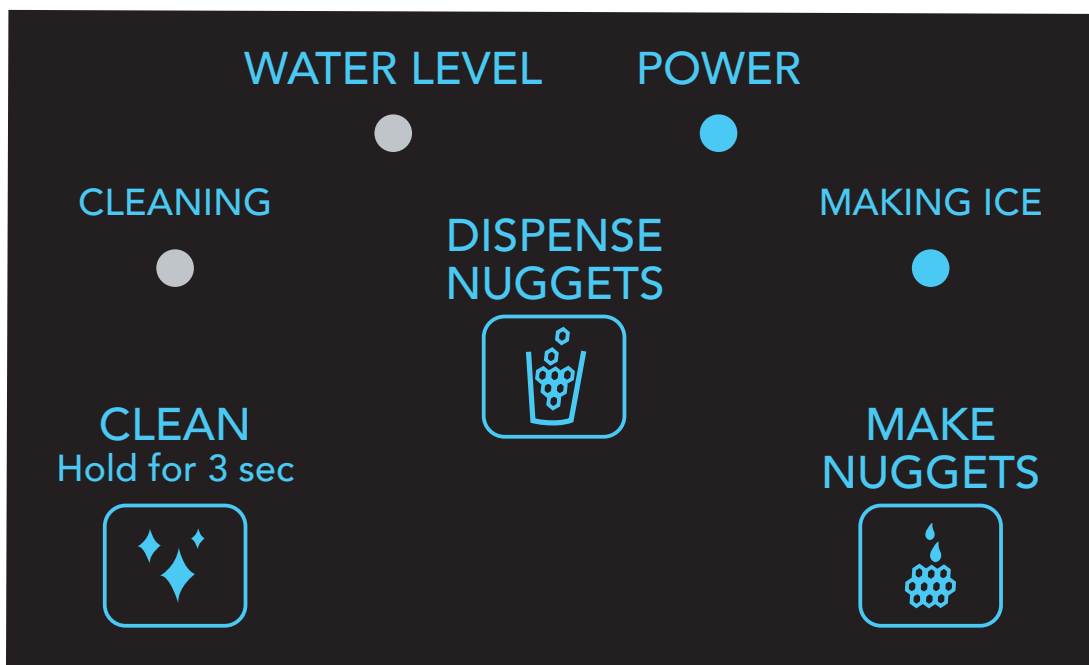 WATER LEVEL
POWER
CLEANING
MAKING ICE
DISPENSE
NUGGETS
CLEAN
Hold for 3 sec
MAKE
NUGGETS